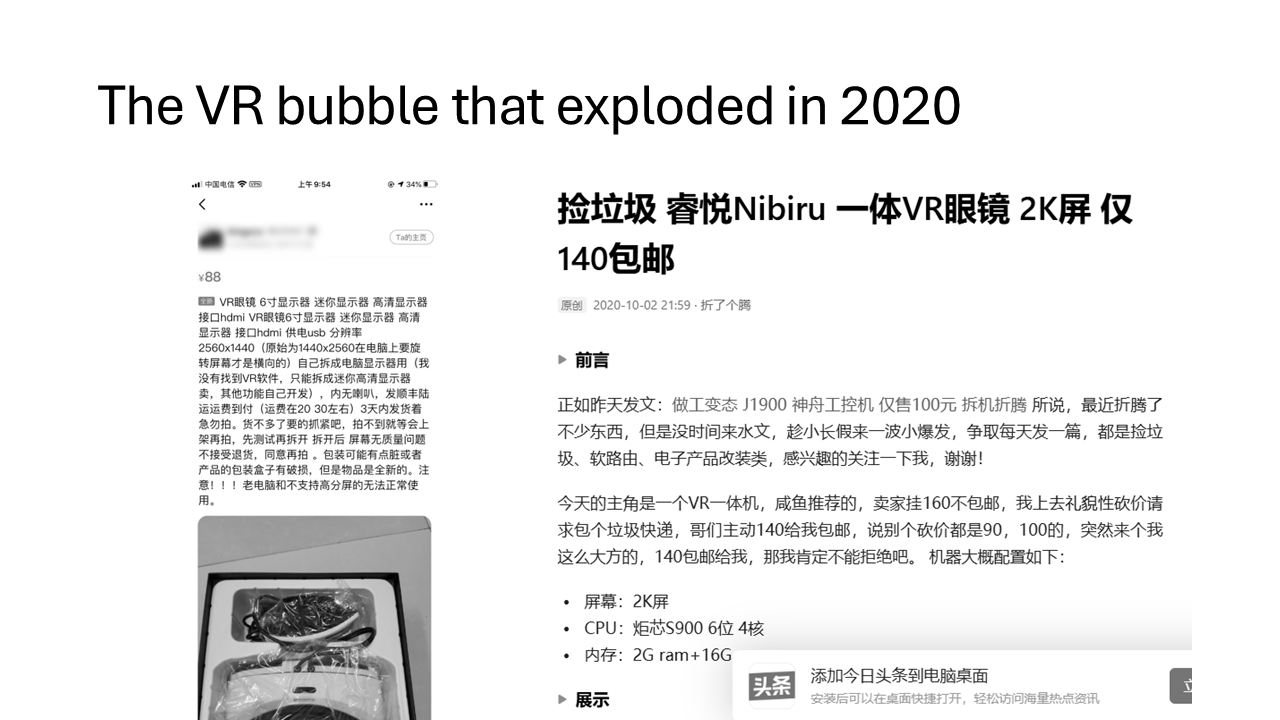 The VR bubble that exploded in 2020
中国电信 VPN 上午9:54 34%
Ta的主页
¥88
全新 VR眼镜 6寸显示器 迷你显示器 高清显示器
接口hdmi VR眼镜6寸显示器 迷你显示器 高清
显示器 接口hdmi 供电usb 分辨率
2560x1440（原始为1440x2560在电脑上要旋
转屏幕才是横向的）自己拆成电脑显示器用（我
没有找到VR软件，只能拆成迷你高清显示器
卖，其他功能自己开发），内无喇叭，发顺丰陆
运运费到付（运费在20 30左右）3天内发货着
急勿拍。货不多了要的抓紧吧，拍不到就等会上
架再拍，先测试再拆开 拆开后 屏幕无质量问题
不接受退货，同意再拍 。包装可能有点脏或者
产品的包装盒子有破损，但是物品是全新的。注
意！！！老电脑和不支持高分屏的无法正常使
用。
捡垃圾 睿悦Nibiru 一体VR眼镜 2K屏 仅
140包邮
原创 2020-10-02 21:59 · 折了个腾
前言
正如昨天发文：做工变态 J1900 神舟工控机 仅售100元 拆机折腾 所说，最近折腾了
不少东西，但是没时间来水文，趁小长假来一波小爆发，争取每天发一篇，都是捡垃
圾、软路由、电子产品改装类，感兴趣的关注一下我，谢谢！
今天的主角是一个VR一体机，咸鱼推荐的，卖家挂160不包邮，我上去礼貌性砍价请
求包个垃圾快递，哥们主动140给我包邮，说别个砍价都是90，100的，突然来个我
这么大方的，140包邮给我，那我肯定不能拒绝吧。 机器大概配置如下：
• 屏幕：2K屏
• CPU：炬芯S900 6位 4核
• 内存：2G ram+16G
展示
头条
添加今日头条到电脑桌面
安装后可以在桌面快捷打开，轻松访问海量热点资讯